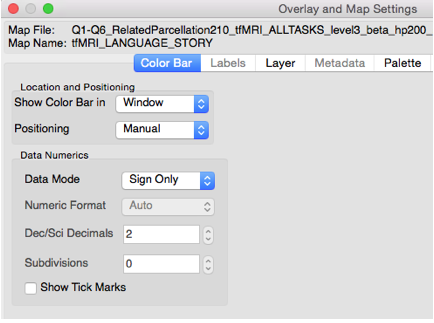 Overlay and Map Settings
Map File: Q1-Q6_RelatedParcellation210_tfMRI_ALLTASKS_level3_beta_hp200_
Map Name: tfMRI_LANGUAGE_STORY
Color Bar Labels Layer Metadata Palette
Location and Positioning
Show Color Bar in Window
Positioning Manual
Data Numerics
Data Mode Sign Only
Numeric Format Auto
Dec/Sci Decimals 2
Subdivisions 0
Show Tick Marks